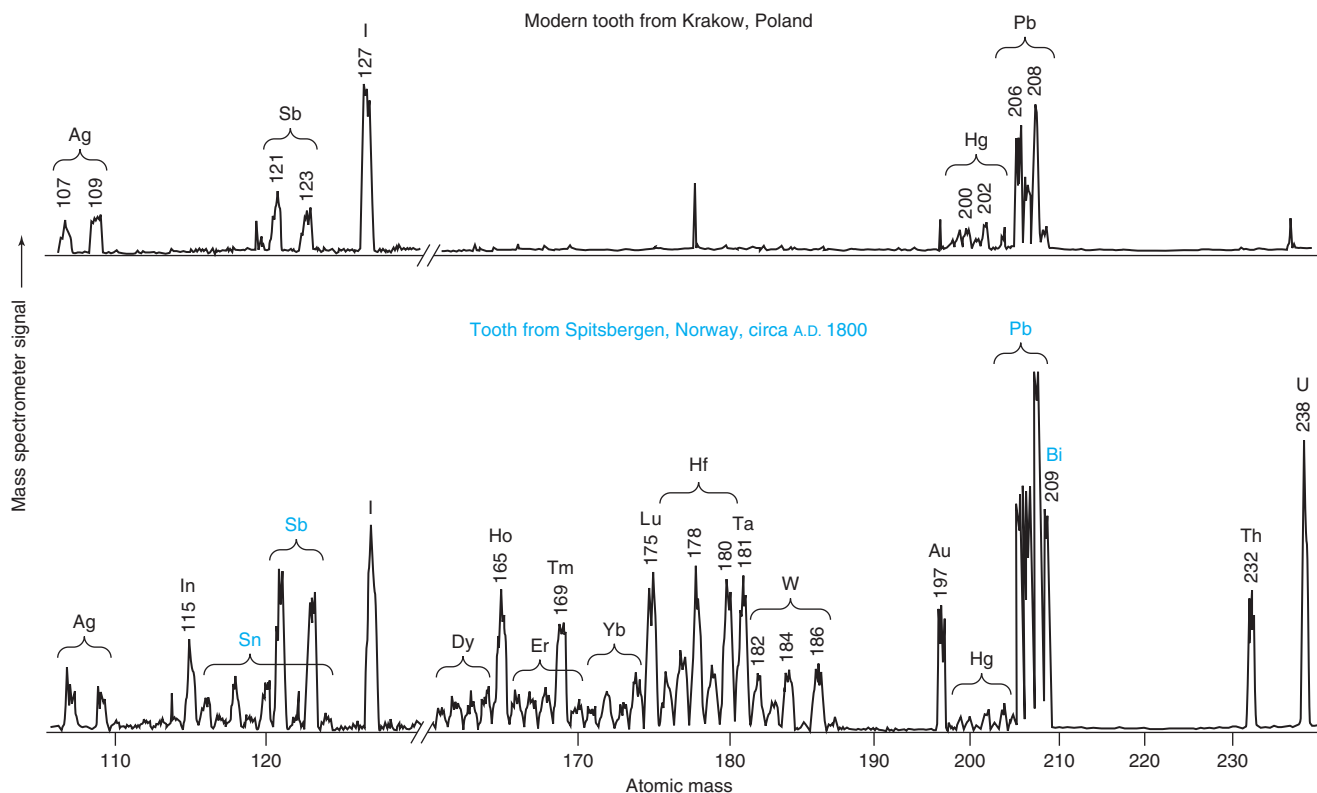 Modern tooth from Krakow, Poland
I
127
Pb
206
208
Sb
121
123
Ag
107
109
Hg
200
202
Mass spectrometer signal
Tooth from Spitsbergen, Norway, circa A.D. 1800
Pb
U
238
Bi
209
Hf
178
180
Lu
175
Ta
181
Sb
I
Ho
165
Tm
169
Au
197
Th
232
In
115
W
182
184
186
Ag
Sn
Dy
Er
Yb
Hg
110 120 170 180 190 200 210 220 230
Atomic mass